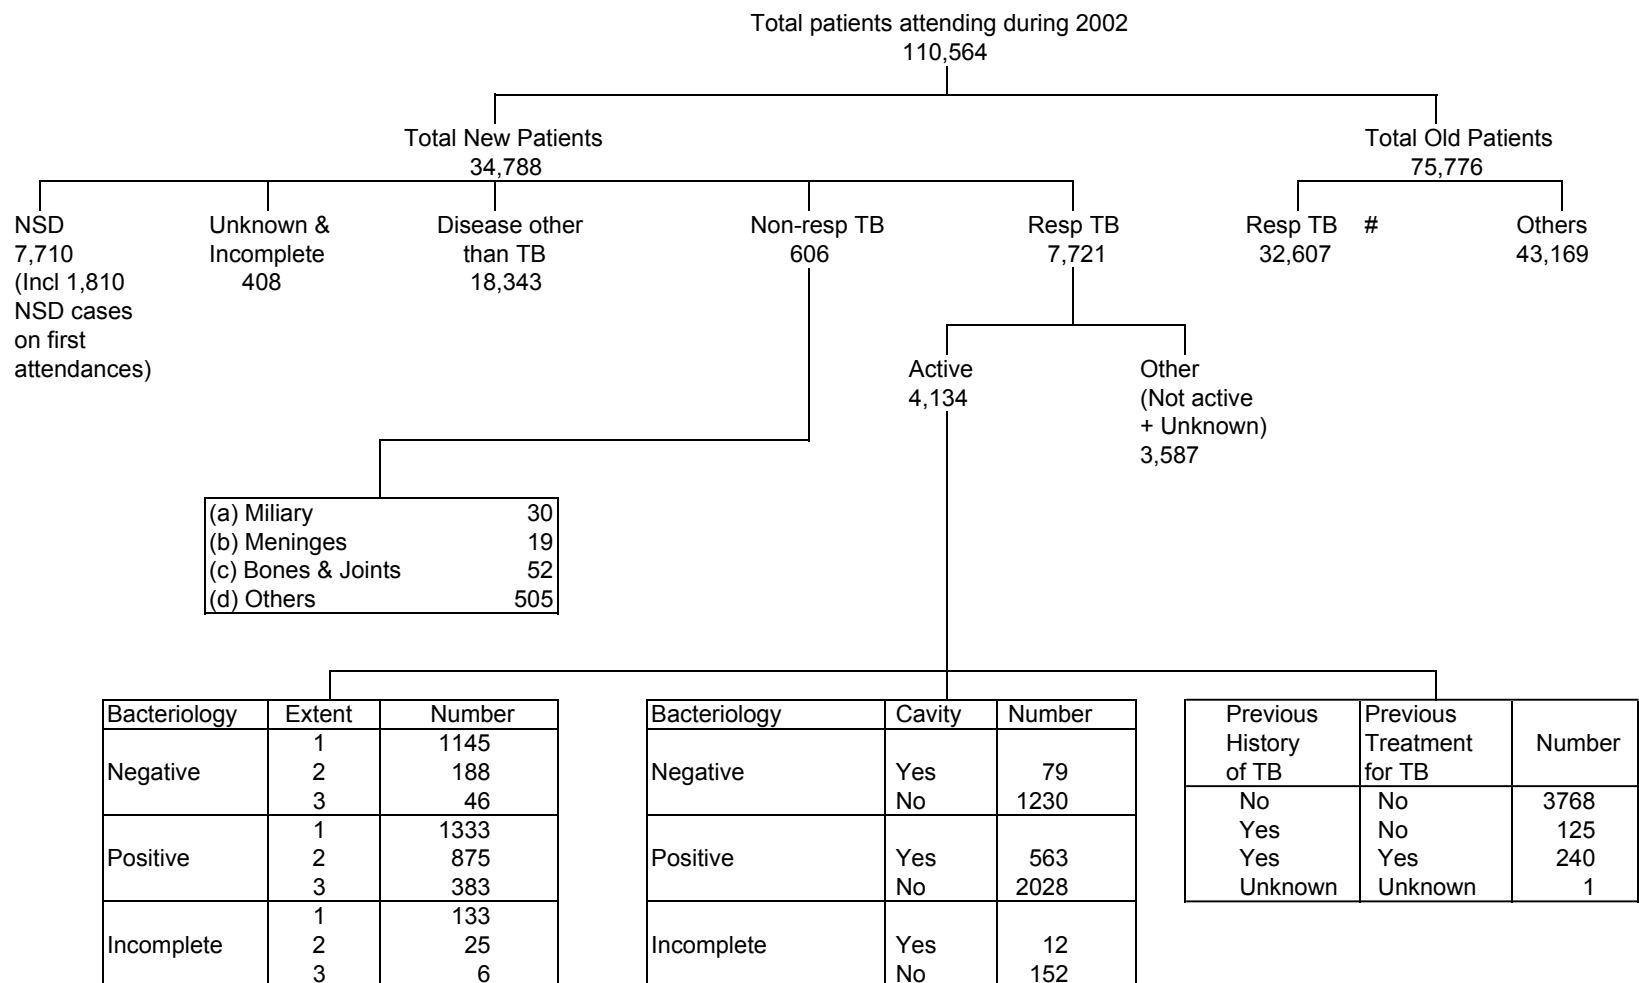 Total patients attending during 2002
110,564
Total New Patients
34,788
Total Old Patients
75,776
NSD
7,710
(Incl 1,810
NSD cases
on first
attendances)
Unknown &
Incomplete
408
Disease other
than TB
18,343
Non-resp TB
606
Resp TB
7,721
Resp TB #
32,607
Others
43,169
Active
4,134
Other
(Not active
+ Unknown)
3,587
(a) Miliary 30
(b) Meninges 19
(c) Bones & Joints 52
(d) Others 505
Bacteriology Extent Number
1 1145
Negative 2 188
3 46
1 1333
Positive 2 875
3 383
1 133
Incomplete 2 25
3 6
Bacteriology Cavity Number
Negative Yes 79
No 1230
Positive Yes 563
No 2028
Incomplete Yes 12
No 152
Previous Previous
History Treatment Number
of TB for TB
No No 3768
Yes No 125
Yes Yes 240
Unknown Unknown 1